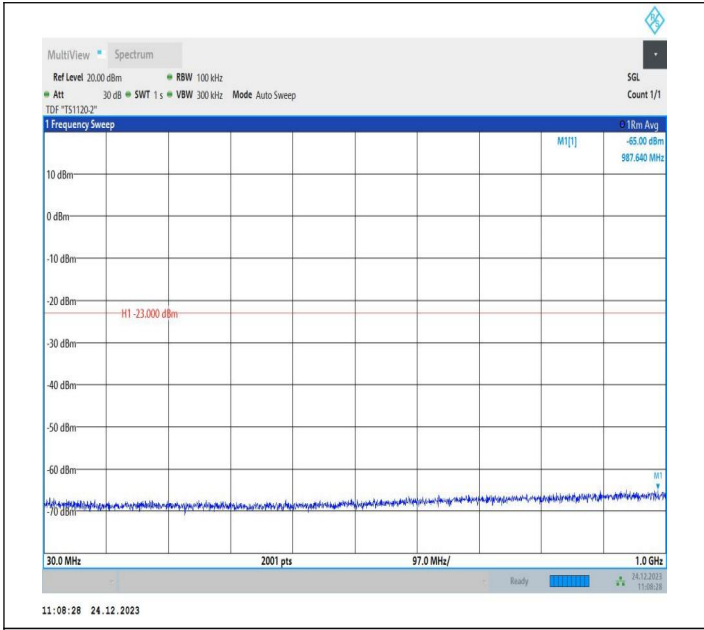 MultiView Spectrum
Ref Level 20.00 dBm RBW 100 kHz SGL
Att 30 dB SWT 1 s VBW 300 kHz Mode Auto Sweep Count 1/1
TDF "TS1120-2"
1 Frequency Sweep 1Rm Avg
M1[1] -65.00 dBm
987.640 MHz
10 dBm
0 dBm
-10 dBm
-20 dBm
H1 -23.000 dBm
-30 dBm
-40 dBm
-50 dBm
-60 dBm
M1
-70 dBm
30.0 MHz 2001 pts 97.0 MHz/ 1.0 GHz
Ready 24.12.2023
11:08:28
11:08:28 24.12.2023